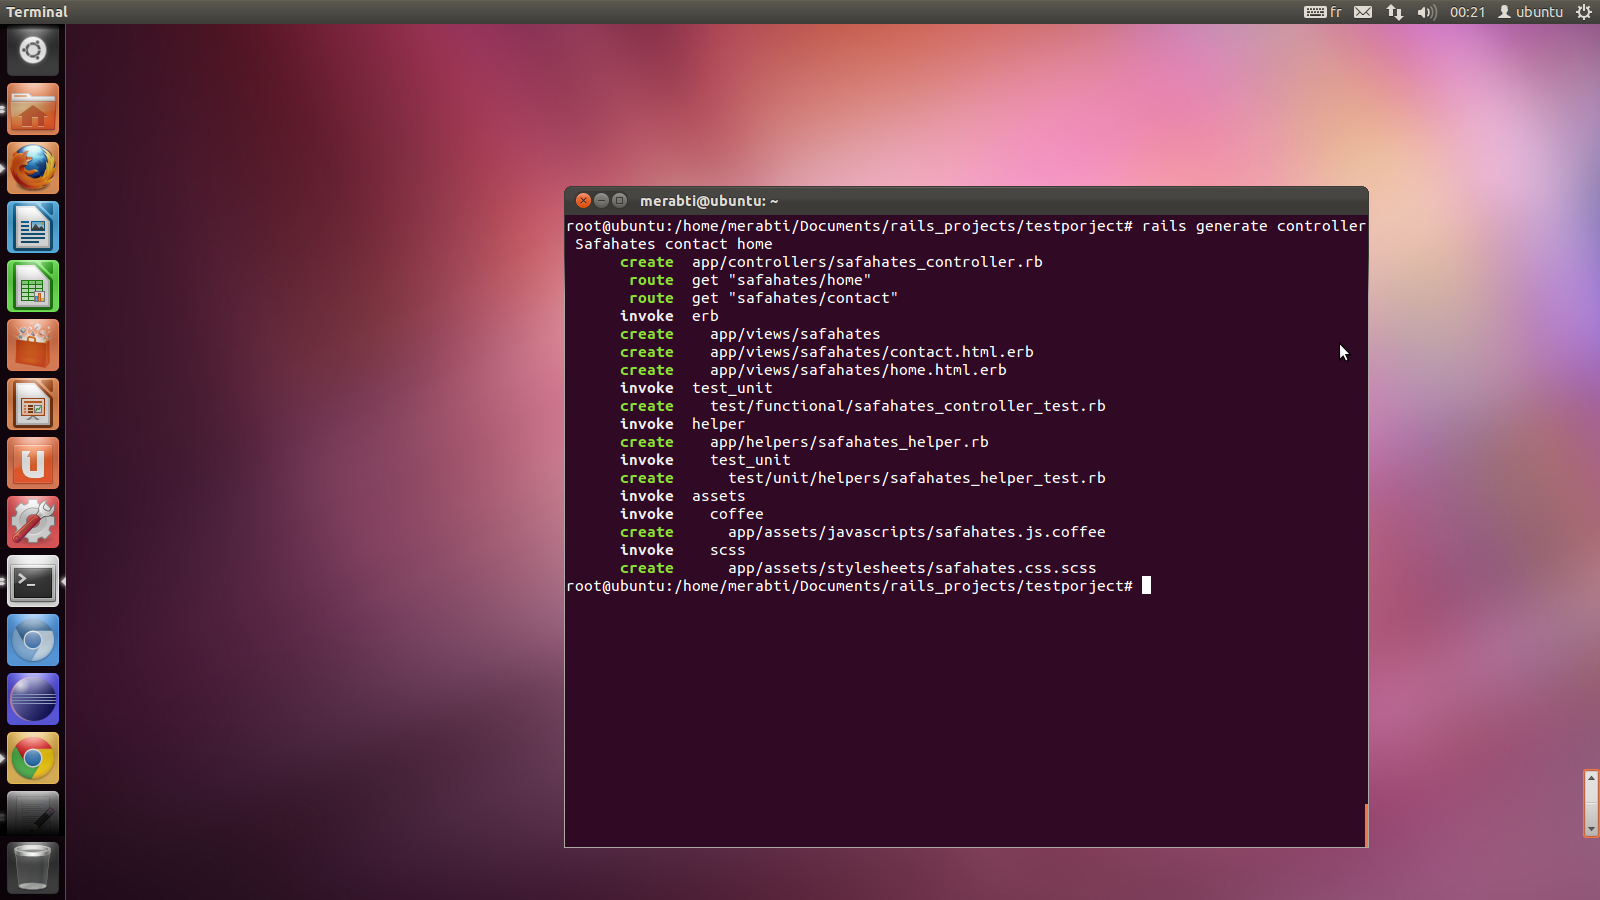 Terminal
fr
00:21
ubuntu
merabti@ubuntu: ~
root@ubuntu:/home/merabti/Documents/rails_projects/testporject# rails generate controller
Safahates contact home
create app/controllers/safahates_controller.rb
route get "safahates/home"
route get "safahates/contact"
invoke erb
create app/views/safahates
create app/views/safahates/contact.html.erb
create app/views/safahates/home.html.erb
invoke test_unit
create test/functional/safahates_controller_test.rb
invoke helper
create app/helpers/safahates_helper.rb
invoke test_unit
create test/unit/helpers/safahates_helper_test.rb
invoke assets
invoke coffee
create app/assets/javascripts/safahates.js.coffee
invoke scss
create app/assets/stylesheets/safahates.css.scss
root@ubuntu:/home/merabti/Documents/rails_projects/testporject#